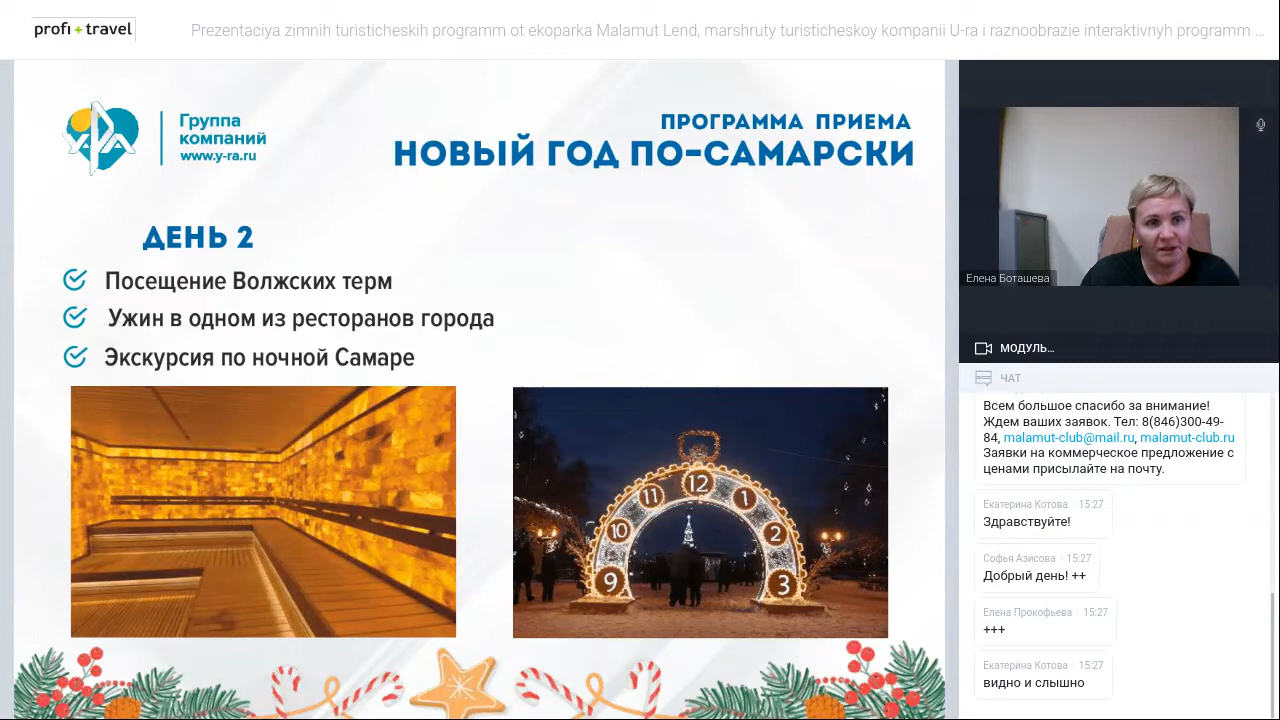 profi + travel
Prezentaciya zimnih turisticheskih programm ot ekoparka Malamut Lend, marshruty turisticheskoy kompanii U-ra i raznoobrazie interaktivnyh programm ...
УРА
Группа
компаний
www.y-ra.ru
ПРОГРАММА ПРИЕМА
НОВЫЙ ГОД ПО-САМАРСКИ
ДЕНЬ 2
Посещение Волжских терм
Ужин в одном из ресторанов города
Экскурсия по ночной Самаре
9
10
11
12
1
2
3
Елена Боташева
МОДУЛЬ...
ЧАТ
Всем большое спасибо за внимание!
Ждем ваших заявок. Тел: 8(846)300-49-
84, malamut-club@mail.ru, malamut-club.ru
Заявки на коммерческое предложение с
ценами присылайте на почту.
Екатерина Котова · 15:27
Здравствуйте!
Софья Азисова · 15:27
Добрый день! ++
Елена Прокофьева · 15:27
+++
Екатерина Котова · 15:27
видно и слышно